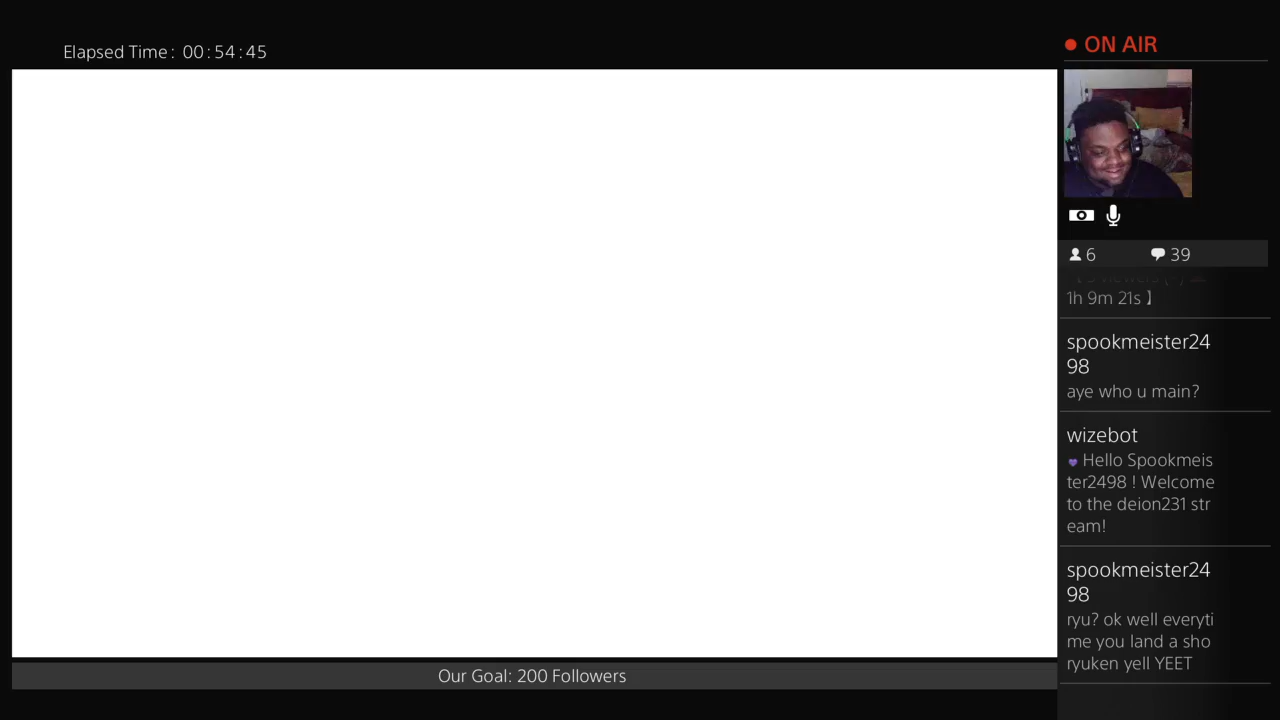 Elapsed Time: 00:54:45
ON AIR
6
39
1h 9m 21s 】
spookmeister24
98
aye who u main?
wizebot
Hello Spookmeis
ter2498 ! Welcome
to the deion231 str
eam!
spookmeister24
98
ryu? ok well everyti
me you land a sho
ryuken yell YEET
Our Goal: 200 Followers